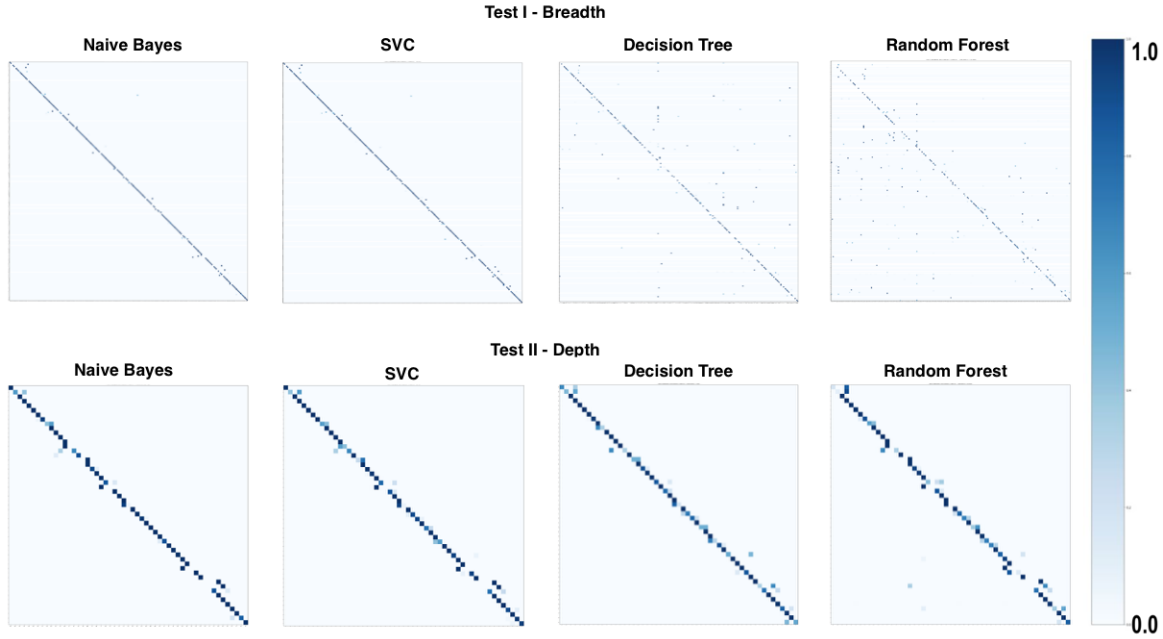 Test I - Breadth
Naive Bayes
SVC
Decision Tree
Random Forest
1.0
Test II - Depth
Naive Bayes
SVC
Decision Tree
Random Forest
0.0